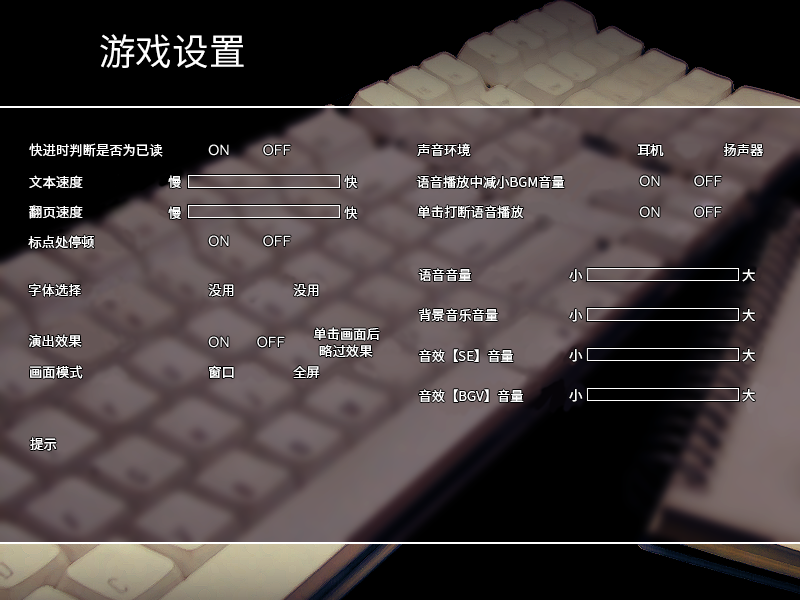 游戏设置
快进时判断是否为已读 ON OFF
文本速度 慢 快
翻页速度 慢 快
标点处停顿 ON OFF
字体选择 没用 没用
演出效果 ON OFF 单击画面后
略过效果
画面模式 窗口 全屏
提示
声音环境 耳机 扬声器
语音播放中减小BGM音量 ON OFF
单击打断语音播放 ON OFF
语音音量 小 大
背景音乐音量 小 大
音效【SE】音量 小 大
音效【BGV】音量 小 大